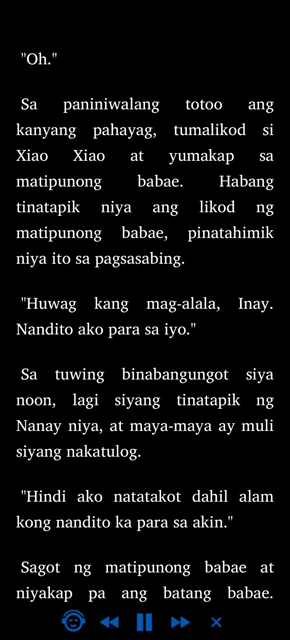 "Oh."
Sa paniniwalang totoo ang
kanyang pahayag, tumalikod si
Xiao Xiao at yumakap sa
matipunong babae. Habang
tinatapik niya ang likod ng
matipunong babae, pinatahimik
niya ito sa pagsasabing.
"Huwag kang mag-alala, Inay.
Nandito ako para sa iyo."
Sa tuwing binabangungot siya
noon, lagi siyang tinatapik ng
Nanay niya, at maya-maya ay muli
siyang nakatulog.
"Hindi ako natatakot dahil alam
kong nandito ka para sa akin."
Sagot ng matipunong babae at
niyakap pa ang batang babae.